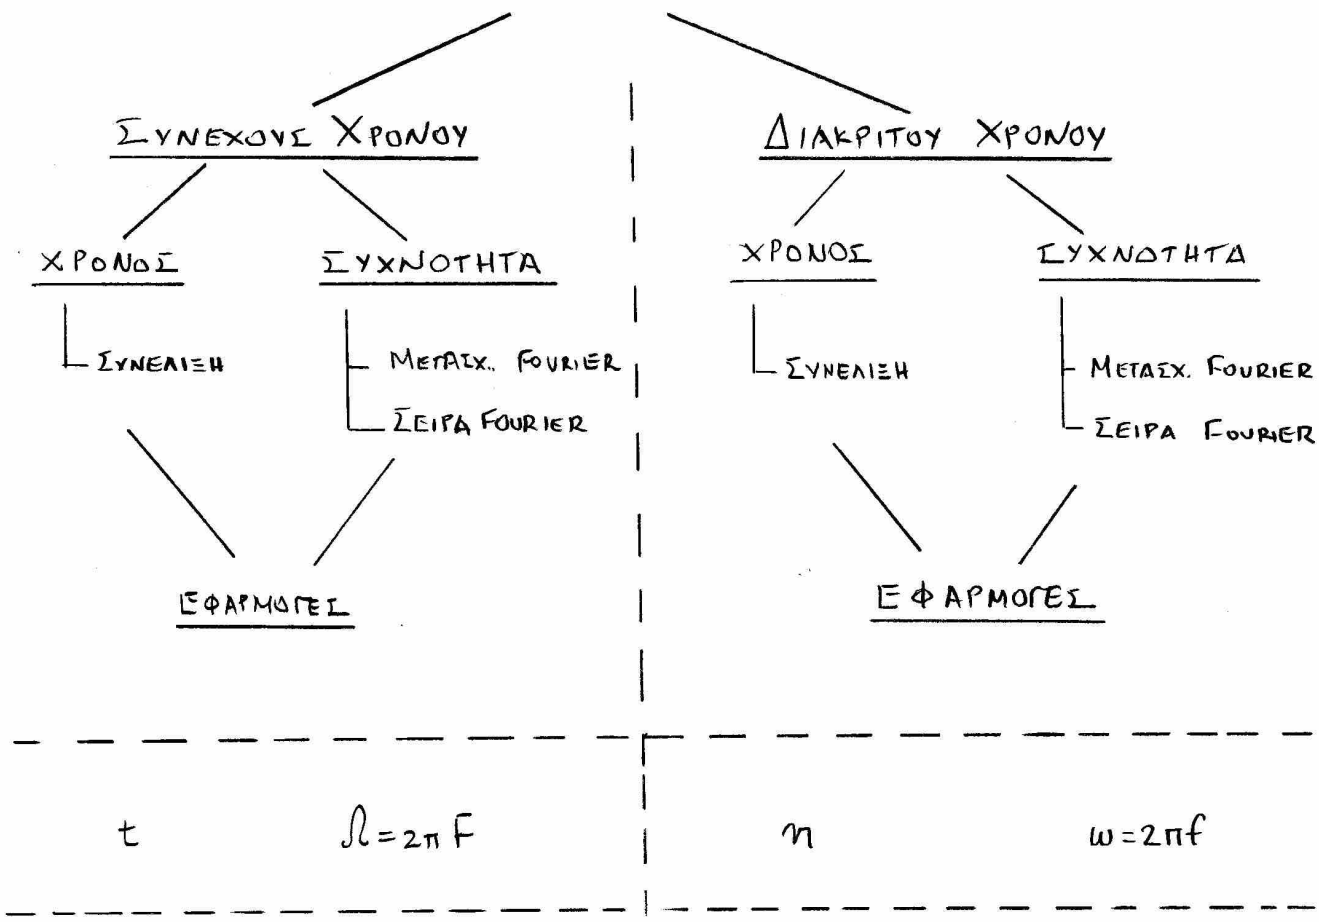 ΣΥΝΕΧΟΥΣ ΧΡΟΝΟΥ
ΧΡΟΝΟΣ
ΣΥΧΝΟΤΗΤΑ
ΣΥΝΕΛΙΞΗ
ΜΕΤΑΣΧ. FOURIER
ΣΕΙΡΑ FOURIER
ΕΦΑΡΜΟΓΕΣ
t
Ω = 2π F
ΔΙΑΚΡΙΤΟΥ ΧΡΟΝΟΥ
ΧΡΟΝΟΣ
ΣΥΧΝΟΤΗΤΑ
ΣΥΝΕΛΙΞΗ
ΜΕΤΑΣΧ. FOURIER
ΣΕΙΡΑ FOURIER
ΕΦΑΡΜΟΓΕΣ
n
ω = 2πf